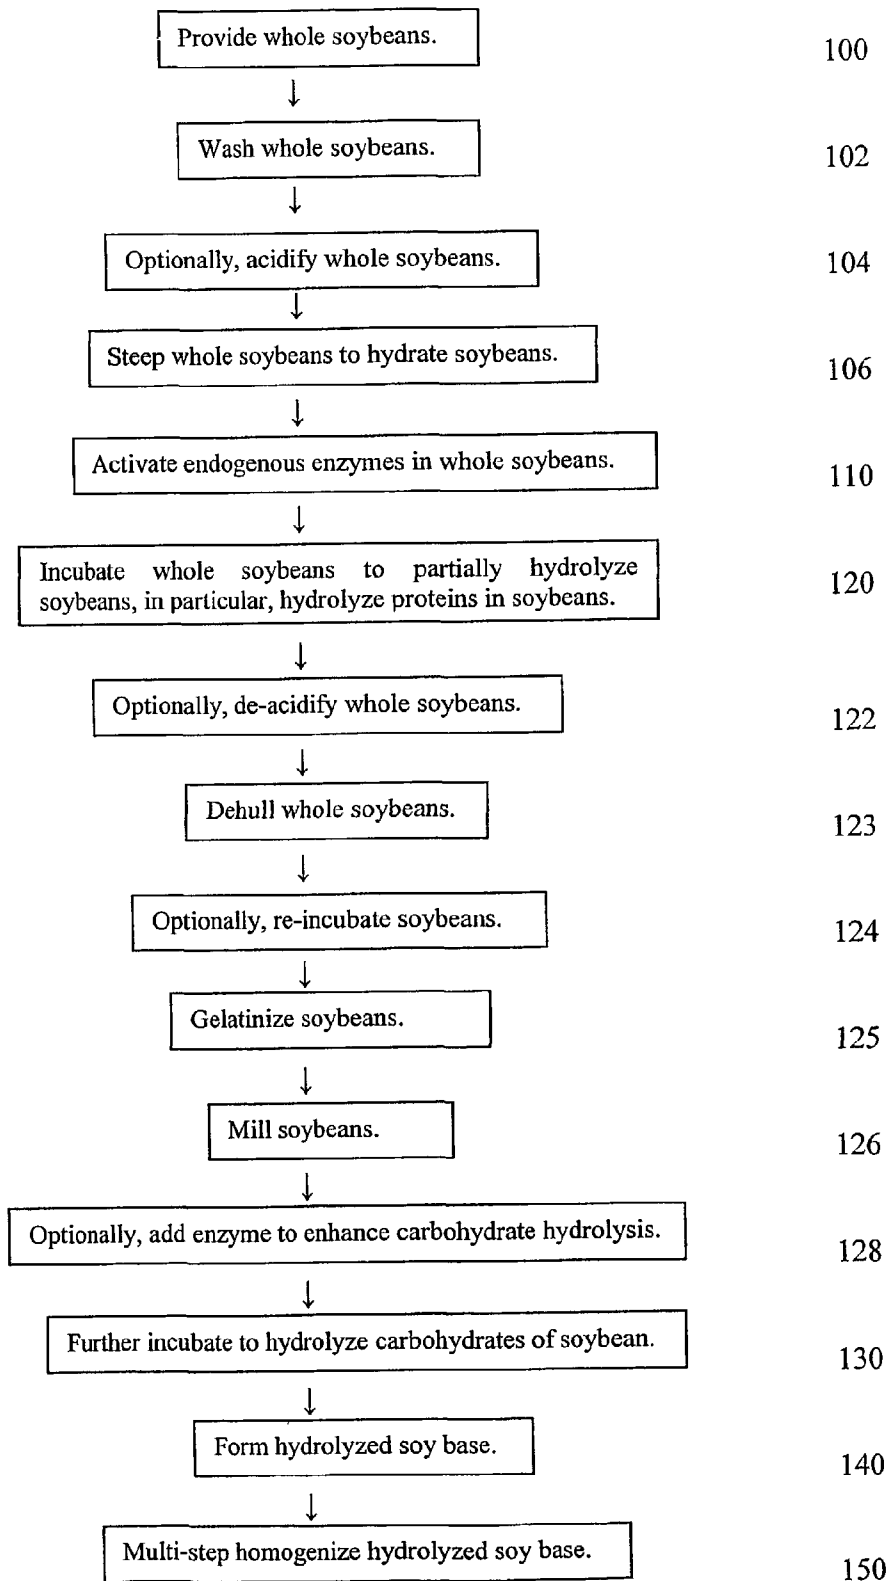 Provide whole soybeans.
100
Wash whole soybeans.
102
Optionally, acidify whole soybeans.
104
Steep whole soybeans to hydrate soybeans.
106
Activate endogenous enzymes in whole soybeans.
110
Incubate whole soybeans to partially hydrolyze
soybeans, in particular, hydrolyze proteins in soybeans.
120
Optionally, de-acidify whole soybeans.
122
Dehull whole soybeans.
123
Optionally, re-incubate soybeans.
124
Gelatinize soybeans.
125
Mill soybeans.
126
Optionally, add enzyme to enhance carbohydrate hydrolysis.
128
Further incubate to hydrolyze carbohydrates of soybean.
130
Form hydrolyzed soy base.
140
Multi-step homogenize hydrolyzed soy base.
150